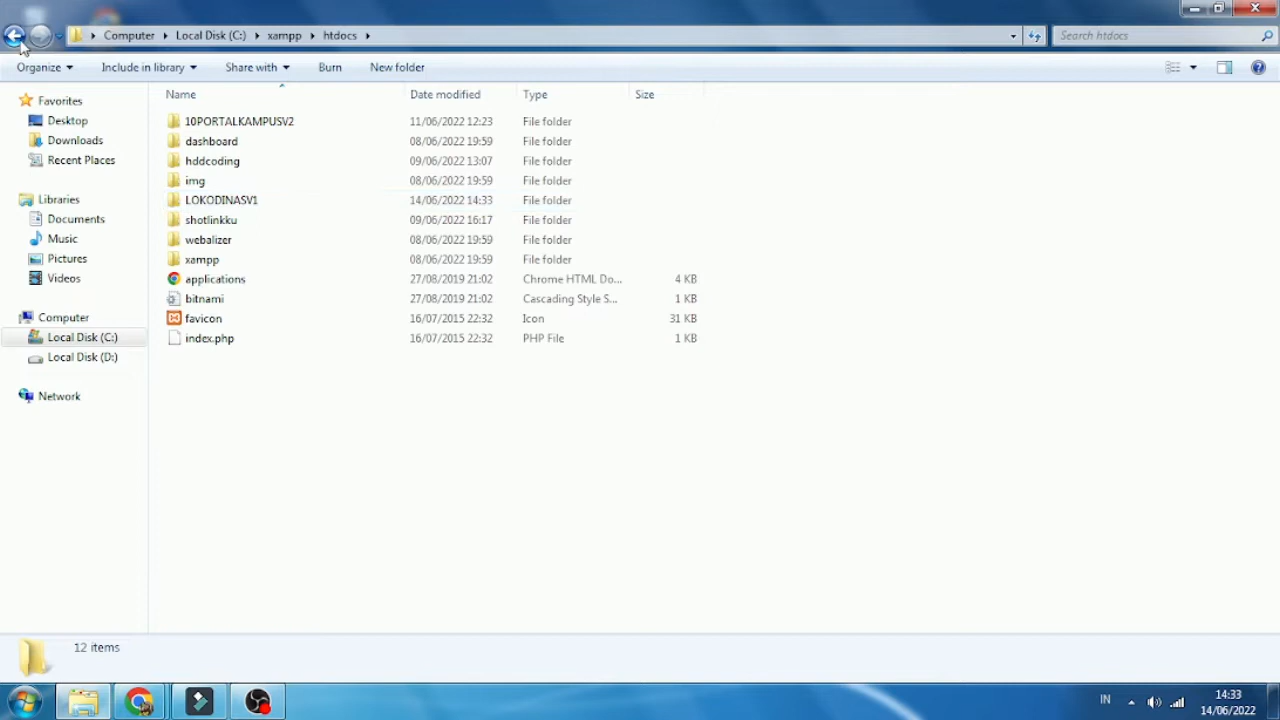 Computer Local Disk (C:) xampp htdocs Search htdocs
Organize Include in library Share with Burn New folder
Name Date modified Type Size
Favorites
Desktop
Downloads
Recent Places
Libraries
Documents
Music
Pictures
Videos
Computer
Local Disk (C:)
Local Disk (D:)
Network
10PORTALKAMPUSV2 11/06/2022 12:23 File folder
dashboard 08/06/2022 19:59 File folder
hddcoding 09/06/2022 13:07 File folder
img 08/06/2022 19:59 File folder
LOKODINASV1 14/06/2022 14:33 File folder
shotlinkku 09/06/2022 16:17 File folder
webalizer 08/06/2022 19:59 File folder
xampp 08/06/2022 19:59 File folder
applications 27/08/2019 21:02 Chrome HTML Do... 4 KB
bitnami 27/08/2019 21:02 Cascading Style S... 1 KB
favicon 16/07/2015 22:32 Icon 31 KB
index.php 16/07/2015 22:32 PHP File 1 KB
12 items
IN
14:33
14/06/2022